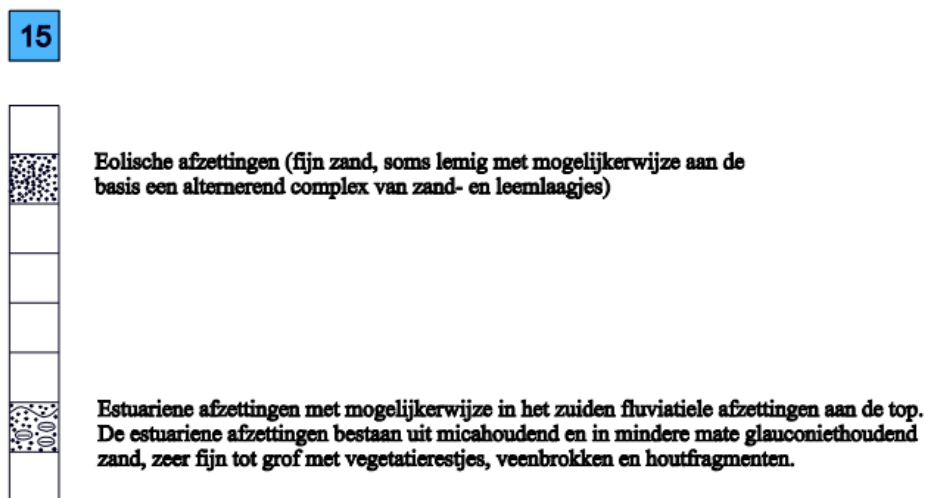 15
Eolische afzettingen (fijn zand, soms lemig met mogelijkerwijze aan de
basis een alternerend complex van zand- en leemlaagjes)
Estuariene afzettingen met mogelijkerwijze in het zuiden fluviatiele afzettingen aan de top.
De estuariene afzettingen bestaan uit micahoudend en in mindere mate glauconiethoudend
zand, zeer fijn tot grof met vegetatierestjes, veenbrokken en houtfragmenten.